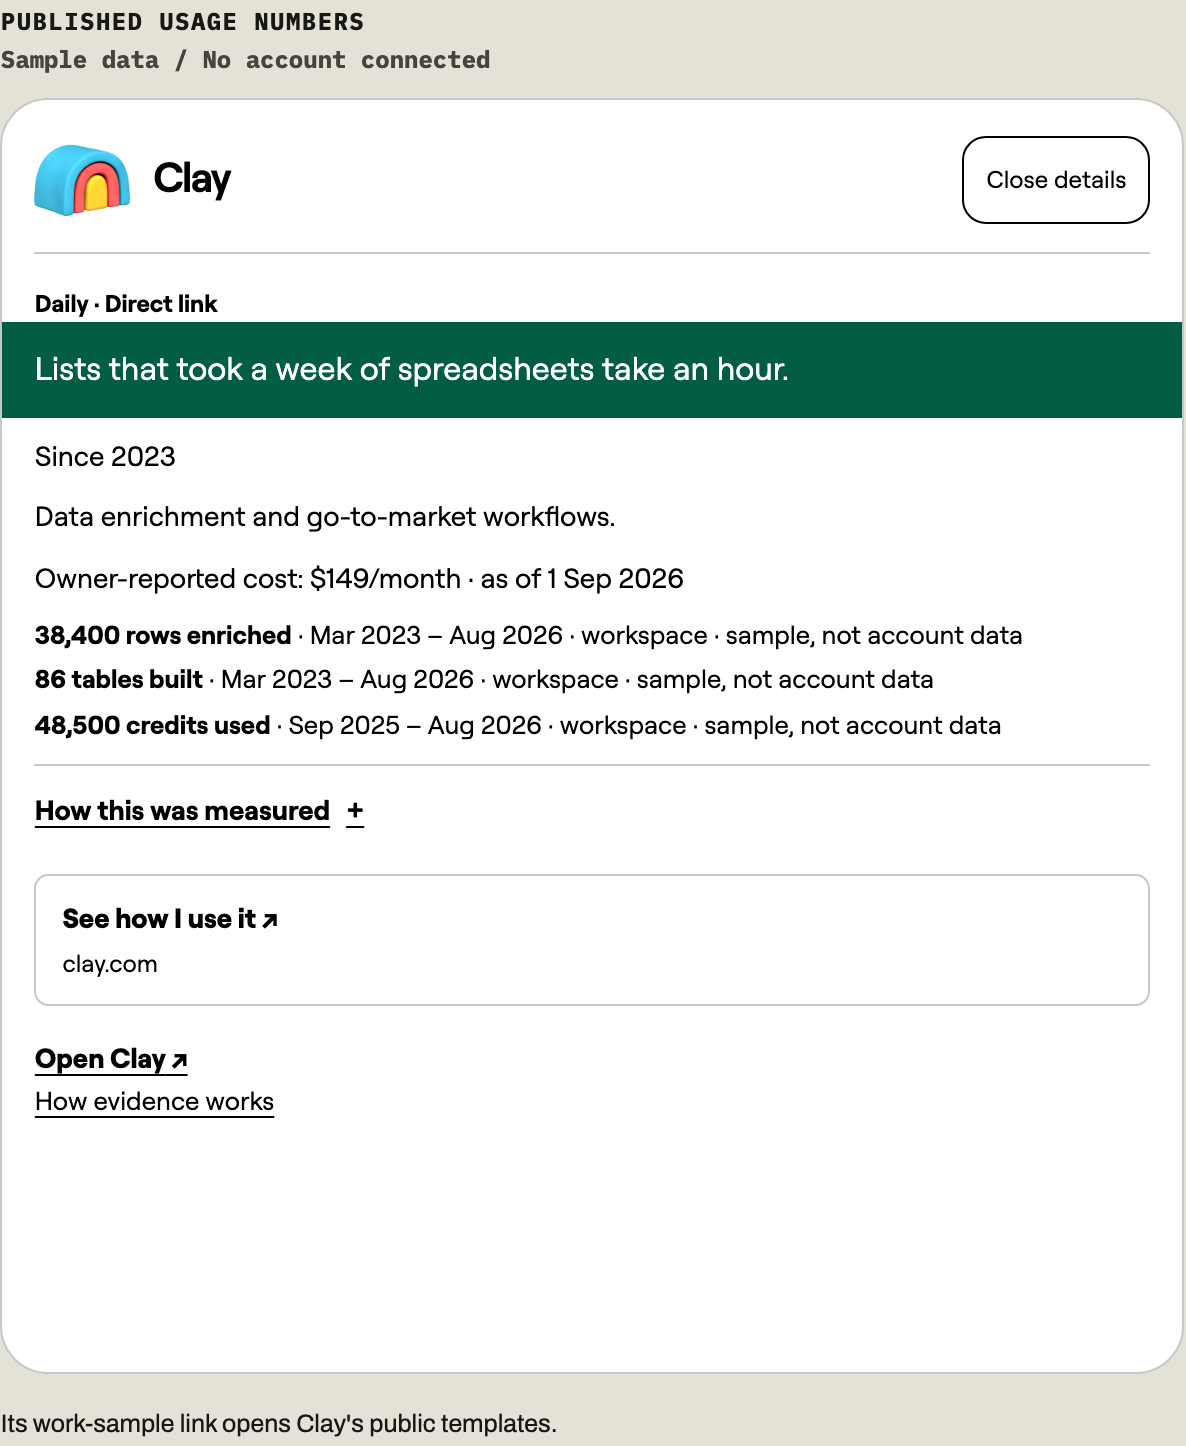 PUBLISHED USAGE NUMBERS
Sample data / No account connected
Clay
Close details
Daily · Direct link
Lists that took a week of spreadsheets take an hour.
Since 2023
Data enrichment and go-to-market workflows.
Owner-reported cost: $149/month · as of 1 Sep 2026
38,400 rows enriched · Mar 2023 – Aug 2026 · workspace · sample, not account data
86 tables built · Mar 2023 – Aug 2026 · workspace · sample, not account data
48,500 credits used · Sep 2025 – Aug 2026 · workspace · sample, not account data
How this was measured +
See how I use it ↗
clay.com
Open Clay ↗
How evidence works
Its work-sample link opens Clay's public templates.